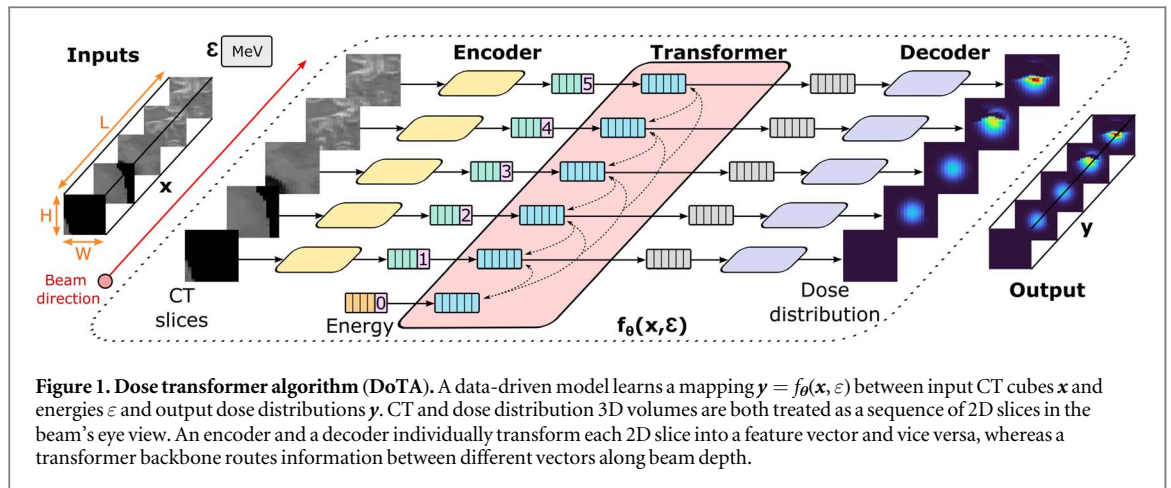 Inputs
ε MeV
Encoder
Transformer
Decoder
L
x
H
W
Beam
direction
CT
slices
5
4
3
2
1
0
Energy
f_θ(x,ε)
Dose
distribution
y
Output
Figure 1. Dose transformer algorithm (DoTA). A data-driven model learns a mapping y = f_θ(x, ε) between input CT cubes x and
energies ε and output dose distributions y. CT and dose distribution 3D volumes are both treated as a sequence of 2D slices in the
beam's eye view. An encoder and a decoder individually transform each 2D slice into a feature vector and vice versa, whereas a
transformer backbone routes information between different vectors along beam depth.